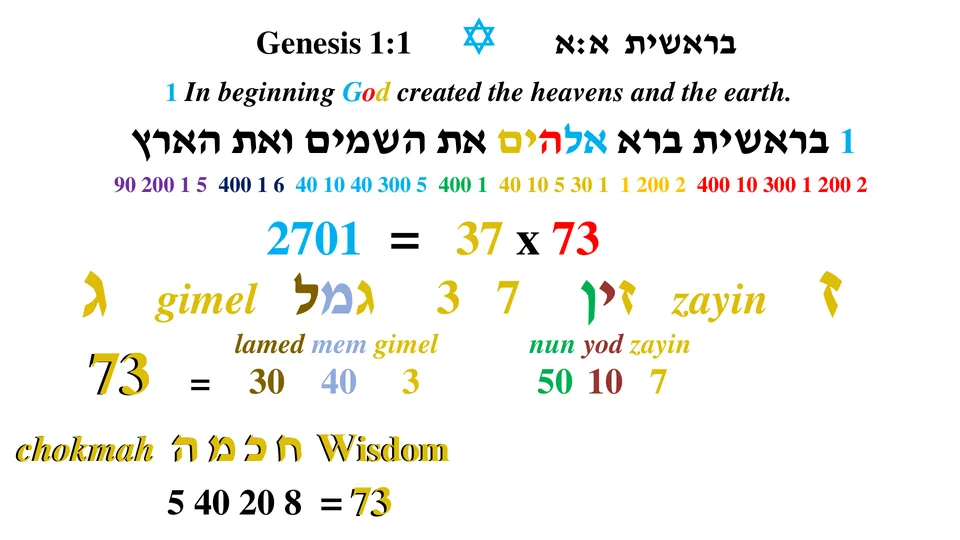 Genesis 1:1 ✡ בראשית א:א
1 In beginning God created the heavens and the earth.
1 בראשית ברא אלהים את השמים ואת הארץ
90 200 1 5 400 1 6 40 10 40 300 5 400 1 40 10 5 30 1 1 200 2 400 10 300 1 200 2
2701 = 37 x 73
ג gimel גמל 3 7 זין zayin ז
lamed mem gimel nun yod zayin
73 = 30 40 3 50 10 7
chokmah ח כ מ ה Wisdom
5 40 20 8 = 73